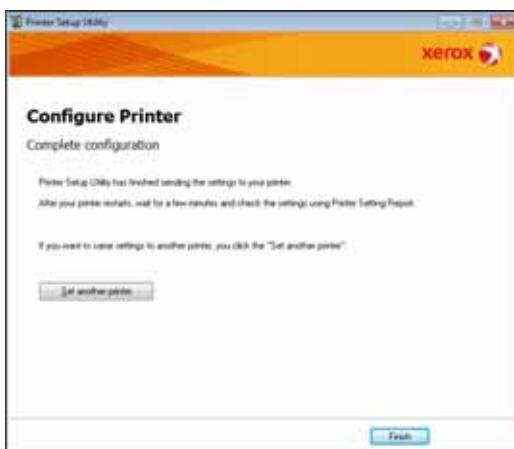 Printer Setup Utility
xerox
Configure Printer
Complete configuration
Printer Setup Utility has finished sending the settings to your printer.
After your printer restarts, wait for a few minutes and check the settings using Printer Setting Report.
If you want to same settings to another printer, you click the "Set another printer".
Set another printer
Finish